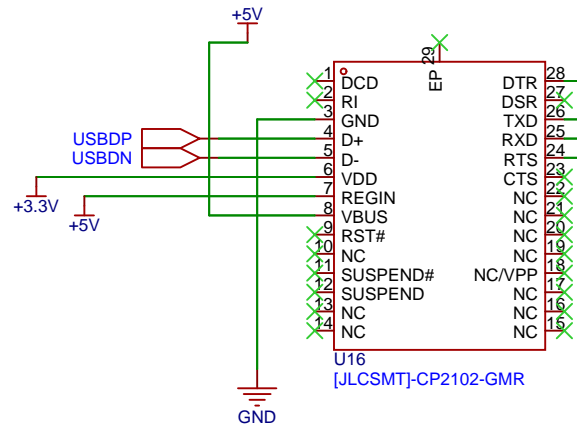 +5V
29
EP
1 DCD DTR 28
2 RI DSR 27
3 GND TXD 26
USBDP 4 D+ RXD 25
USBDN 5 D- RTS 24
6 VDD CTS 23
+3.3V 7 REGIN NC 22
+5V 8 VBUS NC 21
9 RST# NC 20
10 NC NC 19
11 SUSPEND# NC/VPP 18
12 SUSPEND NC 17
13 NC NC 16
14 NC NC 15
U16
[JLCSMT]-CP2102-GMR
GND